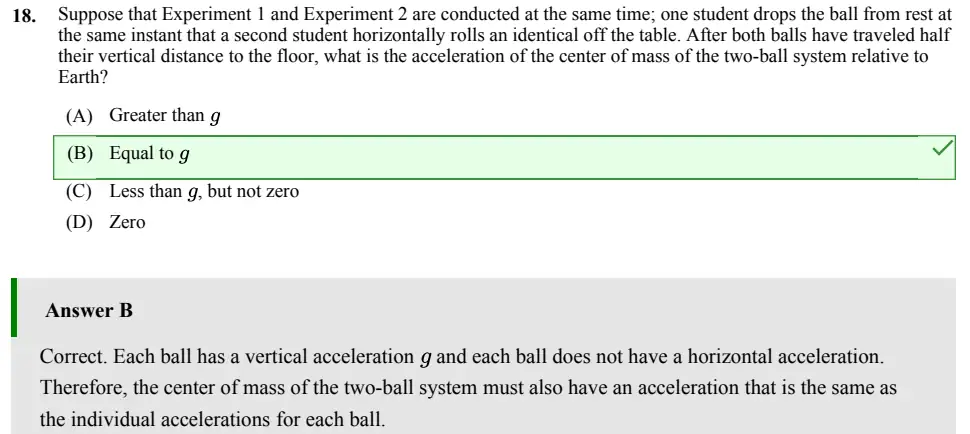 18. Suppose that Experiment 1 and Experiment 2 are conducted at the same time; one student drops the ball from rest at
the same instant that a second student horizontally rolls an identical off the table. After both balls have traveled half
their vertical distance to the floor, what is the acceleration of the center of mass of the two-ball system relative to
Earth?
(A) Greater than g
(B) Equal to g
(C) Less than g, but not zero
(D) Zero
Answer B
Correct. Each ball has a vertical acceleration g and each ball does not have a horizontal acceleration.
Therefore, the center of mass of the two-ball system must also have an acceleration that is the same as
the individual accelerations for each ball.